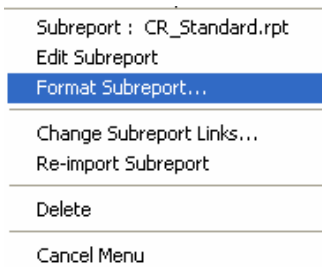 Subreport : CR_Standard.rpt
Edit Subreport
Format Subreport...
Change Subreport Links...
Re-import Subreport
Delete
Cancel Menu